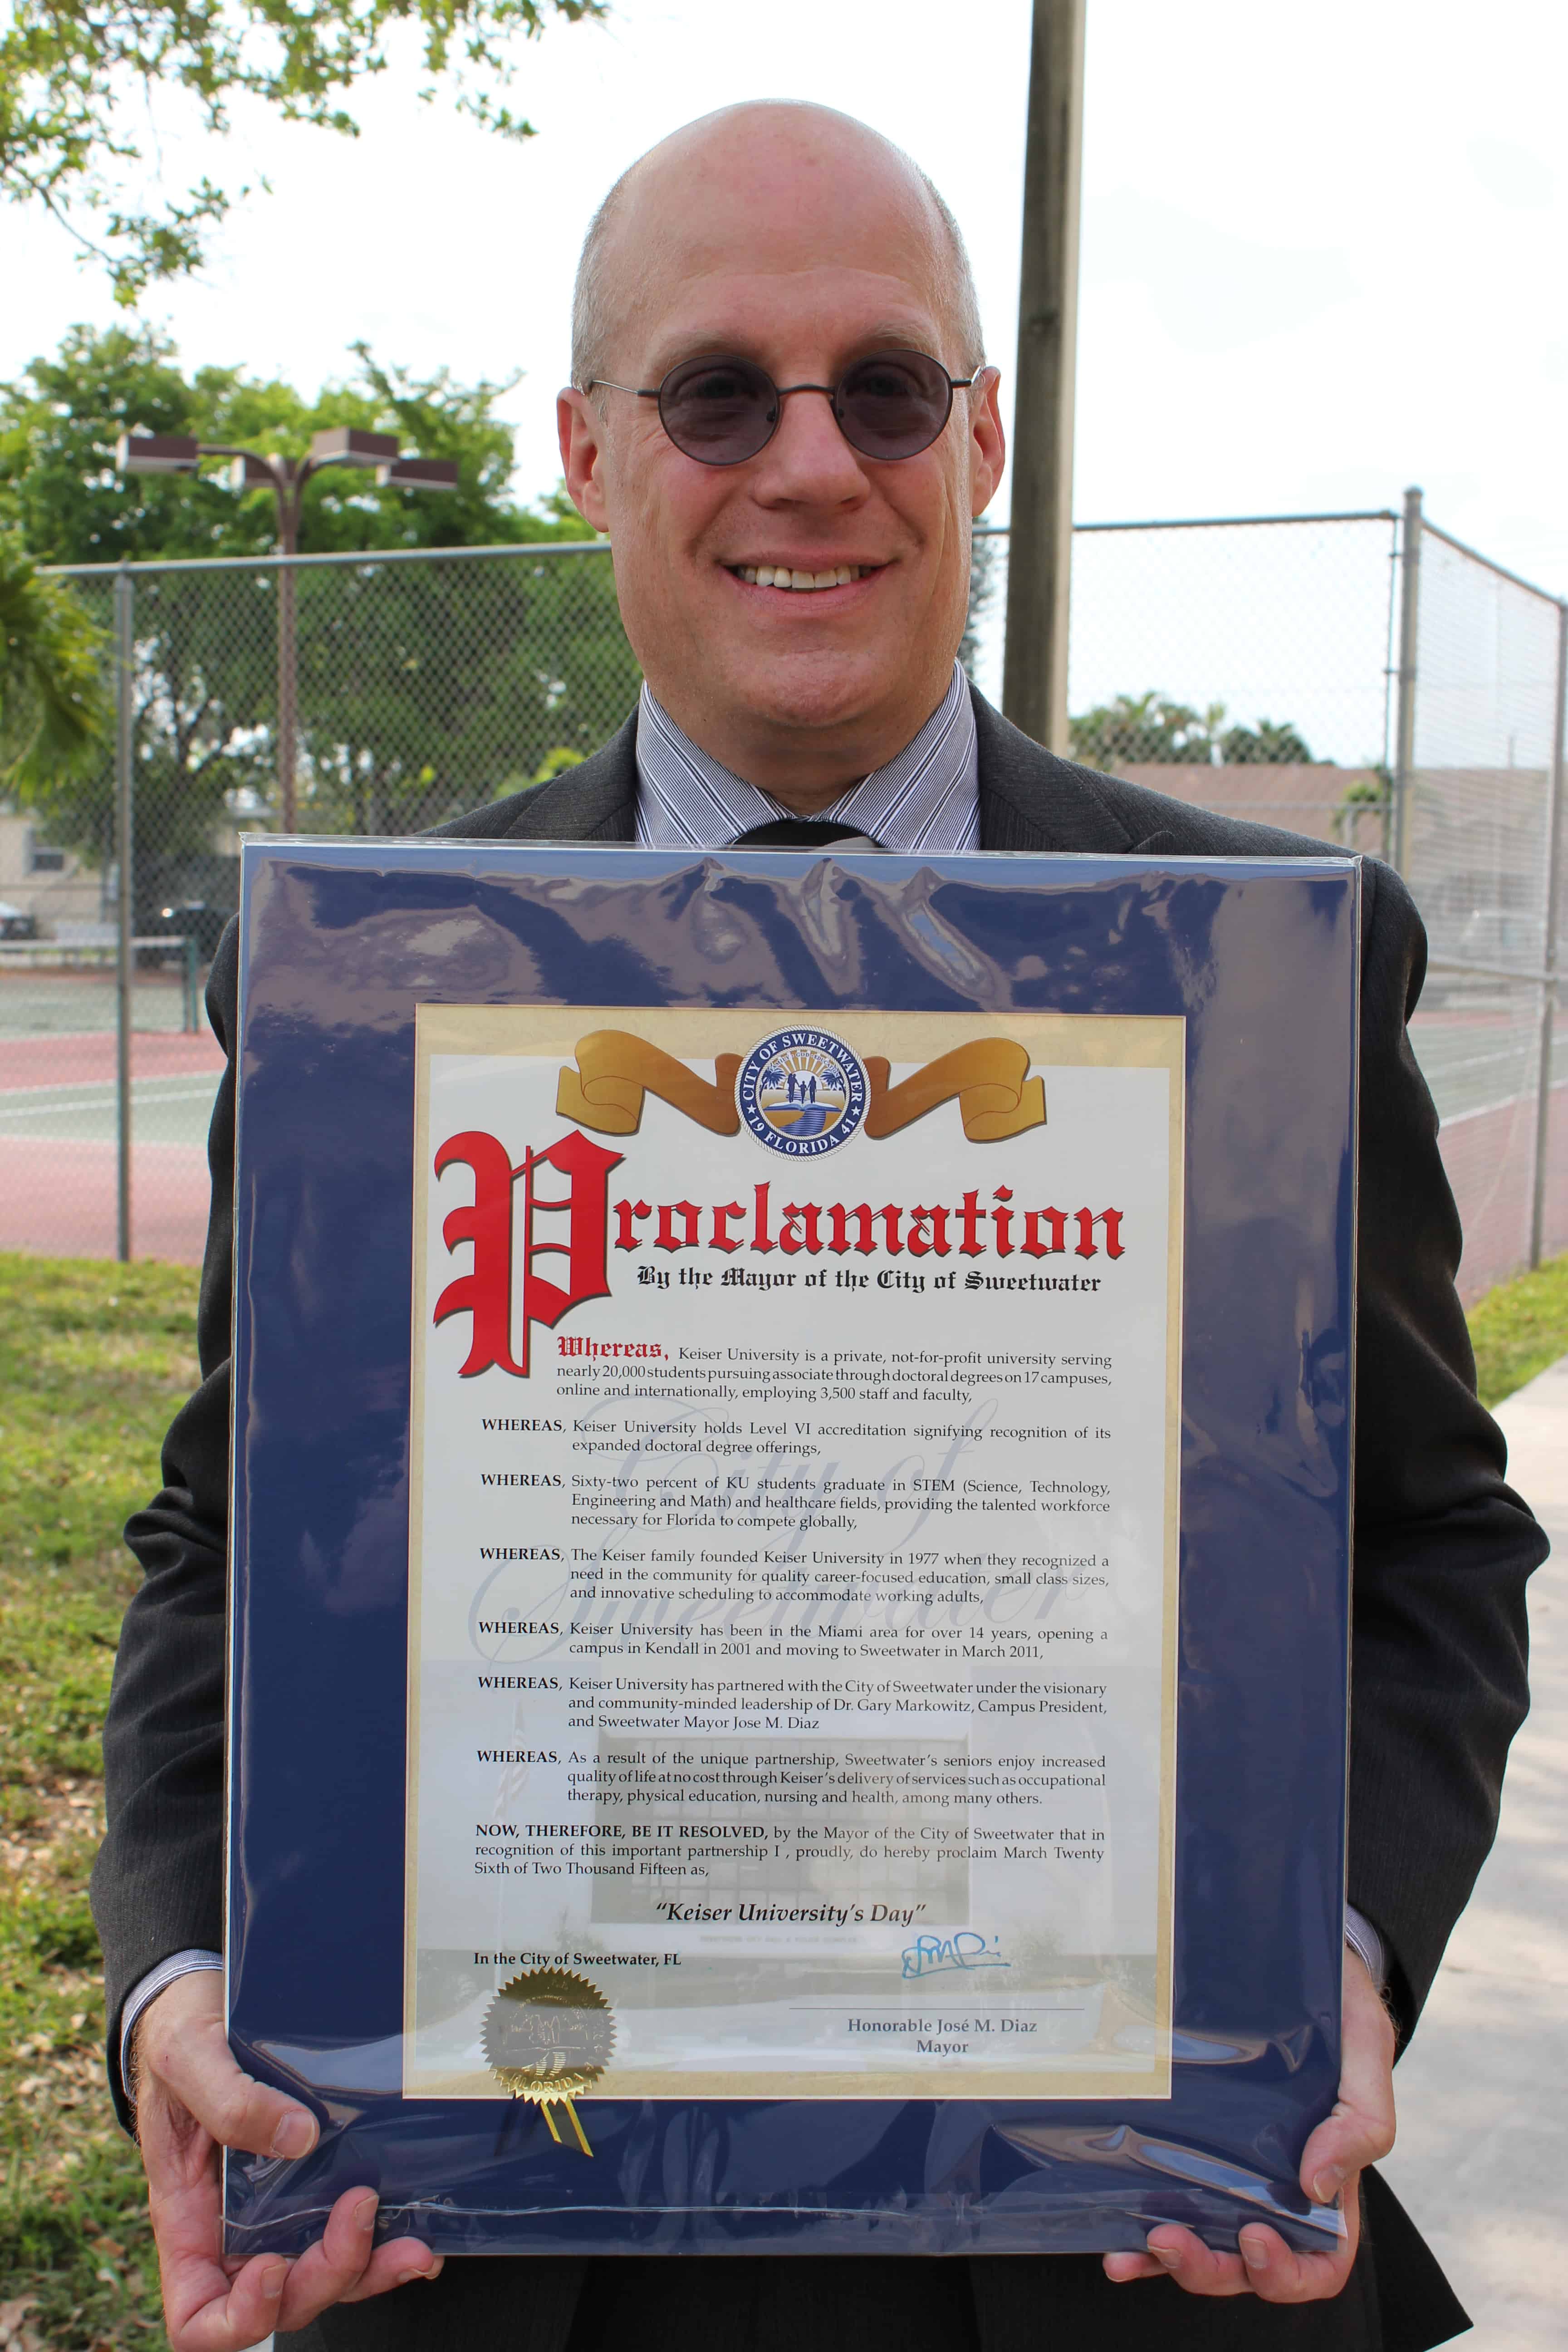 CITY OF SWEETWATER
19 FLORIDA 41
Proclamation
By the Mayor of the City of Sweetwater
Whereas, Keiser University is a private, not-for-profit university serving
nearly 20,000 students pursuing associate through doctoral degrees on 17 campuses,
online and internationally, employing 3,500 staff and faculty,
WHEREAS, Keiser University holds Level VI accreditation signifying recognition of its
expanded doctoral degree offerings,
WHEREAS, Sixty-two percent of KU students graduate in STEM (Science, Technology,
Engineering and Math) and healthcare fields, providing the talented workforce
necessary for Florida to compete globally,
WHEREAS, The Keiser family founded Keiser University in 1977 when they recognized a
need in the community for quality career-focused education, small class sizes,
and innovative scheduling to accommodate working adults,
WHEREAS, Keiser University has been in the Miami area for over 14 years, opening a
campus in Kendall in 2001 and moving to Sweetwater in March 2011,
WHEREAS, Keiser University has partnered with the City of Sweetwater under the visionary
and community-minded leadership of Dr. Gary Markowitz, Campus President,
and Sweetwater Mayor Jose M. Diaz
WHEREAS, As a result of the unique partnership, Sweetwater's seniors enjoy increased
quality of life at no cost through Keiser's delivery of services such as occupational
therapy, physical education, nursing and health, among many others.
NOW, THEREFORE, BE IT RESOLVED, by the Mayor of the City of Sweetwater that in
recognition of this important partnership I , proudly, do hereby proclaim March Twenty
Sixth of Two Thousand Fifteen as,
"Keiser University's Day"
In the City of Sweetwater, FL
Honorable José M. Diaz
Mayor
City of
Sweetwater
FLORIDA